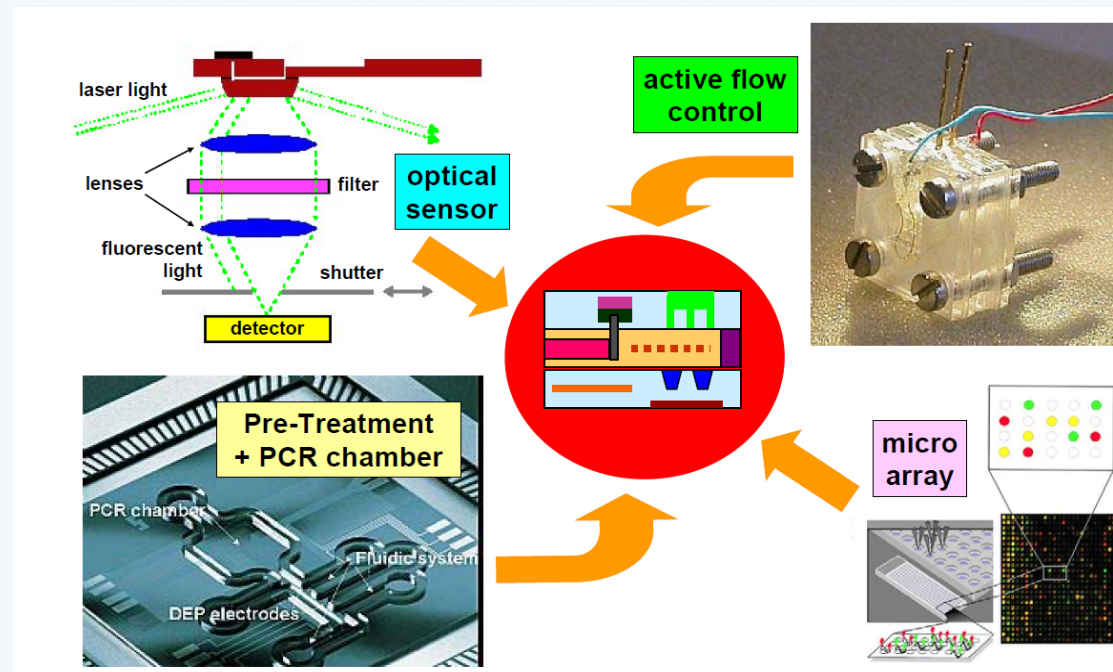 laser light
lenses
filter
fluorescent
light
shutter
detector
optical
sensor
active flow
control
Pre-Treatment
+ PCR chamber
PCR chamber
Fluidic system
DEP electrodes
micro
array